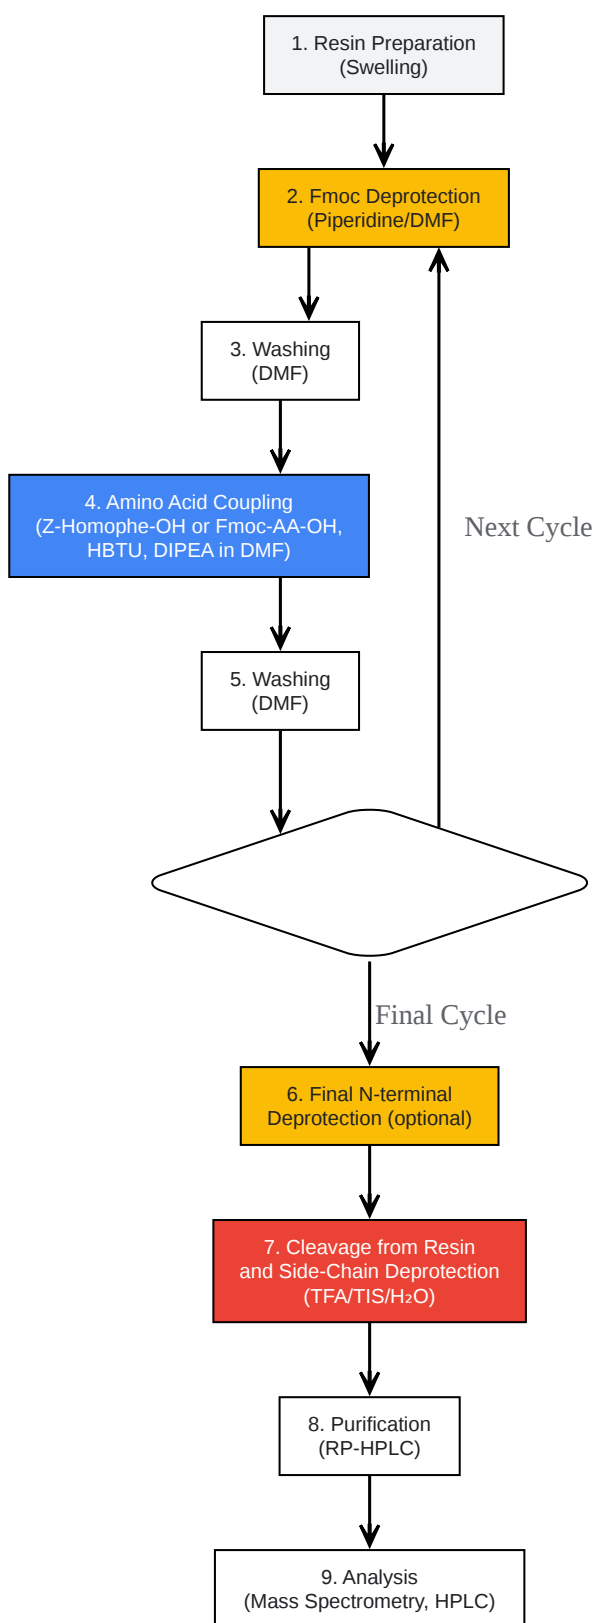 1. Resin Preparation
(Swelling)
2. Fmoc Deprotection
(Piperidine/DMF)
3. Washing
(DMF)
4. Amino Acid Coupling
(Z-Homophe-OH or Fmoc-AA-OH,
HBTU, DIPEA in DMF)
Next Cycle
5. Washing
(DMF)
Final Cycle
6. Final N-terminal
Deprotection (optional)
7. Cleavage from Resin
and Side-Chain Deprotection
(TFA/TIS/H₂O)
8. Purification
(RP-HPLC)
9. Analysis
(Mass Spectrometry, HPLC)